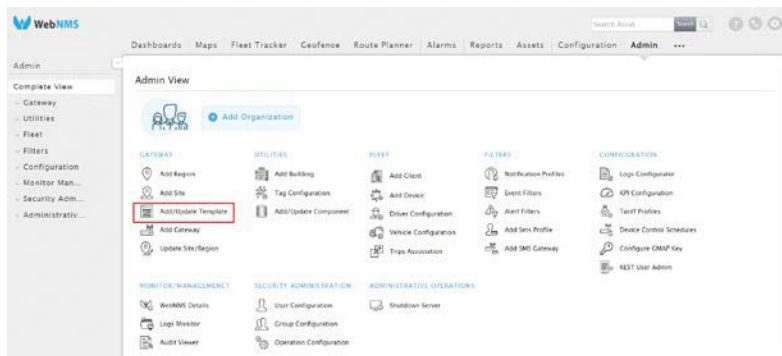 WebNMS
Search Asset
Search
Dashboards Maps Fleet Tracker Geofence Route Planner Alarms Reports Assets Configuration Admin •••
Admin
Complete View
Gateway
Utilities
Fleet
Filters
Configuration
Monitor Man...
Security Adm...
Administrativ...
Admin View
Add Organization
GATEWAY
Add Region
Add Site
Add/Update Template
Add Gateway
Update Site/Region
UTILITIES
Add Building
Tag Configuration
Add/Update Component
FLEET
Add Client
Add Device
Driver Configuration
Vehicle Configuration
Trips Association
FILTERS
Notification Profiles
Event Filters
Alert Filters
Add Sms Profile
Add SMS Gateway
CONFIGURATION
Logs Configurator
KPI Configuration
Tariff Profiles
Device Control Schedules
Configure GMAP Key
REST User Admin
MONITOR/MANAGEMENCT
WebNMS Details
Logs Monitor
Audit Viewer
SECURITY ADMINISTRATION
User Configuration
Group Configuration
Operation Configuration
ADMINISTRATIVE OPERATIONS
Shutdown Server